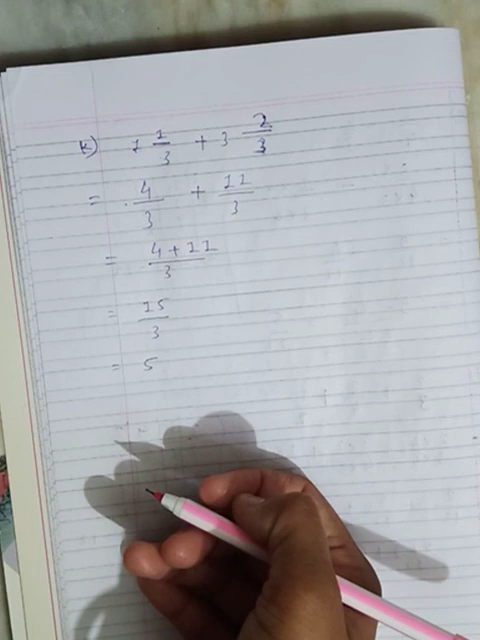 k) 1 1/3 + 3 2/3
= 4/3 + 11/3
= 4+11/3
= 15/3
= 5